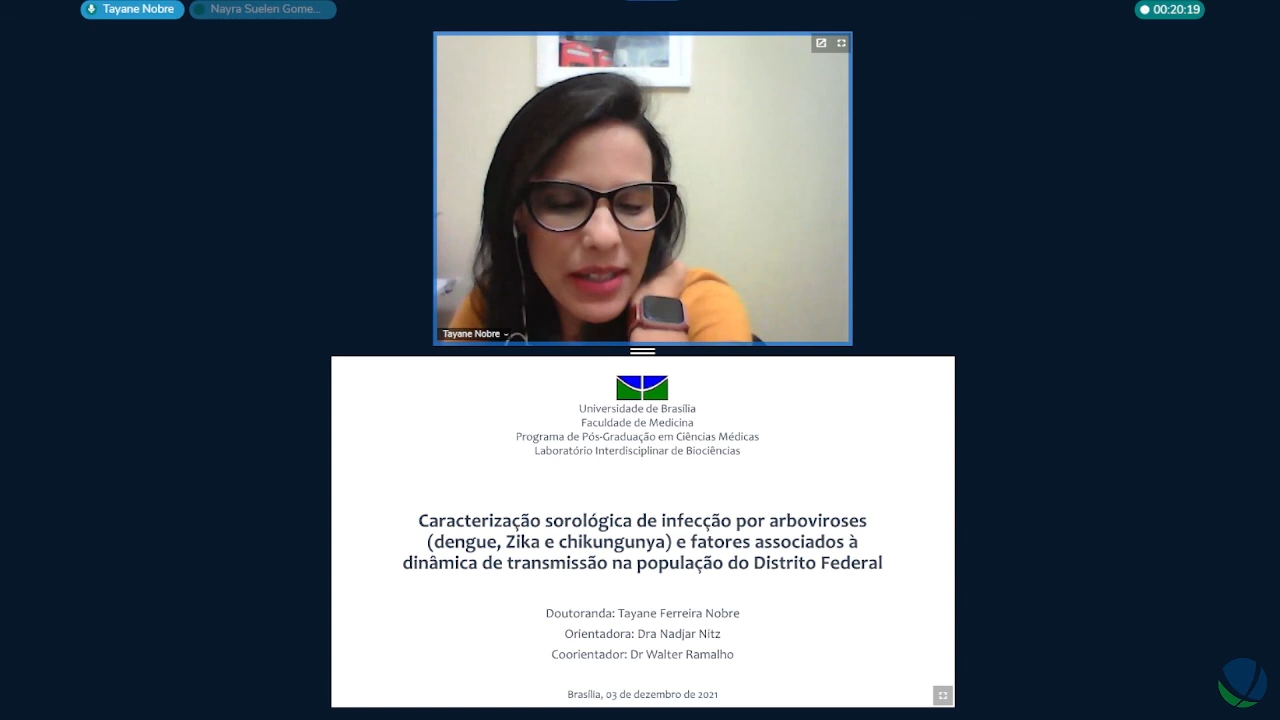 Tayane Nobre
Nayra Suelen Gome...
00:20:19
Tayane Nobre
Universidade de Brasília
Faculdade de Medicina
Programa de Pós-Graduação em Ciências Médicas
Laboratório Interdisciplinar de Biociências
Caracterização sorológica de infecção por arboviroses
(dengue, Zika e chikungunya) e fatores associados à
dinâmica de transmissão na população do Distrito Federal
Doutoranda: Tayane Ferreira Nobre
Orientadora: Dra Nadjar Nitz
Coorientador: Dr Walter Ramalho
Brasília, 03 de dezembro de 2021